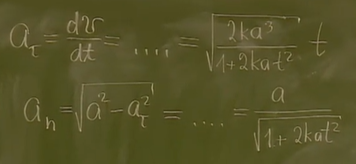 a_τ = dv/dt = .... = √(2ka³)/√(1+2kat²) t
a_n = √(a² − a_τ²) = .... = a/√(1+2kat²)